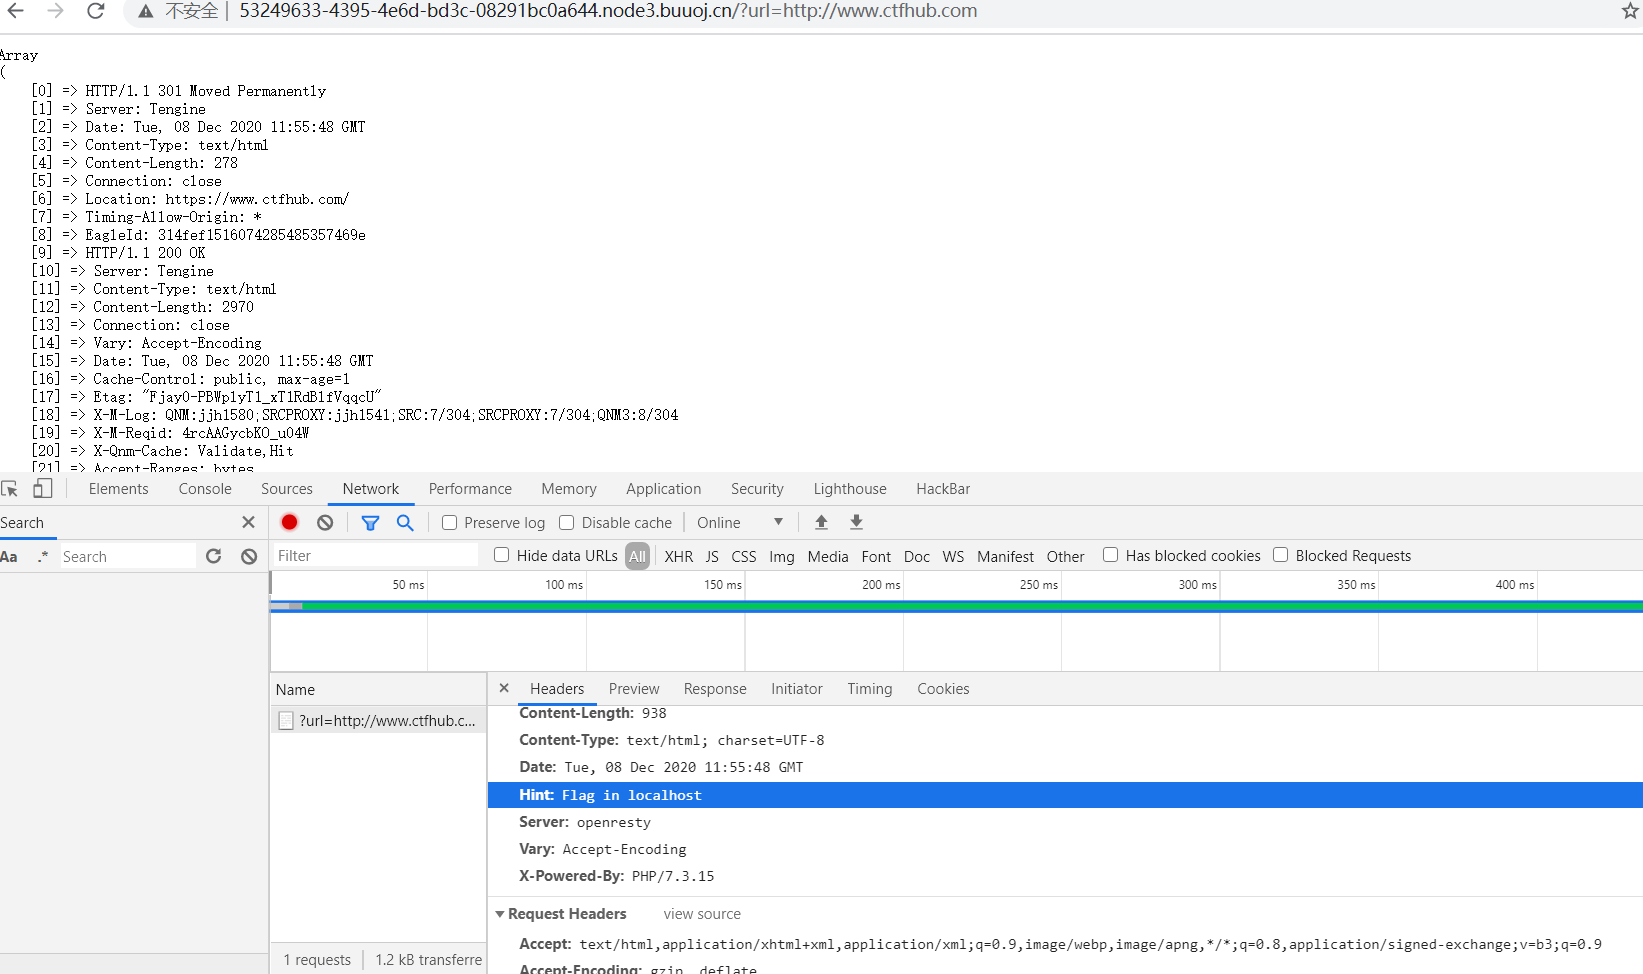 不安全 | 53249633-4395-4e6d-bd3c-08291bc0a644.node3.buuoj.cn/?url=http://www.ctfhub.com
Array
(
[0] => HTTP/1.1 301 Moved Permanently
[1] => Server: Tengine
[2] => Date: Tue, 08 Dec 2020 11:55:48 GMT
[3] => Content-Type: text/html
[4] => Content-Length: 278
[5] => Connection: close
[6] => Location: https://www.ctfhub.com/
[7] => Timing-Allow-Origin: *
[8] => EagleId: 314fef1516074285485357469e
[9] => HTTP/1.1 200 OK
[10] => Server: Tengine
[11] => Content-Type: text/html
[12] => Content-Length: 2970
[13] => Connection: close
[14] => Vary: Accept-Encoding
[15] => Date: Tue, 08 Dec 2020 11:55:48 GMT
[16] => Cache-Control: public, max-age=1
[17] => Etag: "Fjay0-PBWp1yT1_xT1RdB1fVqqcU"
[18] => X-M-Log: QNM:jjh1580;SRCPROXY:jjh1541;SRC:7/304;SRCPROXY:7/304;QNM3:8/304
[19] => X-M-Reqid: 4rcAAGycbKO_u04W
[20] => X-Qnm-Cache: Validate,Hit
[21] => Accept-Ranges: bytes
Elements Console Sources Network Performance Memory Application Security Lighthouse HackBar
Search
Preserve log Disable cache Online
Aa .* Search
Filter Hide data URLs All XHR JS CSS Img Media Font Doc WS Manifest Other Has blocked cookies Blocked Requests
50 ms 100 ms 150 ms 200 ms 250 ms 300 ms 350 ms 400 ms
Name
Headers Preview Response Initiator Timing Cookies
?url=http://www.ctfhub.c...
Content-Length: 938
Content-Type: text/html; charset=UTF-8
Date: Tue, 08 Dec 2020 11:55:48 GMT
Hint: Flag in localhost
Server: openresty
Vary: Accept-Encoding
X-Powered-By: PHP/7.3.15
Request Headers view source
Accept: text/html,application/xhtml+xml,application/xml;q=0.9,image/webp,image/apng,*/*;q=0.8,application/signed-exchange;v=b3;q=0.9
Accept-Encoding: gzip, deflate
1 requests 1.2 kB transferre